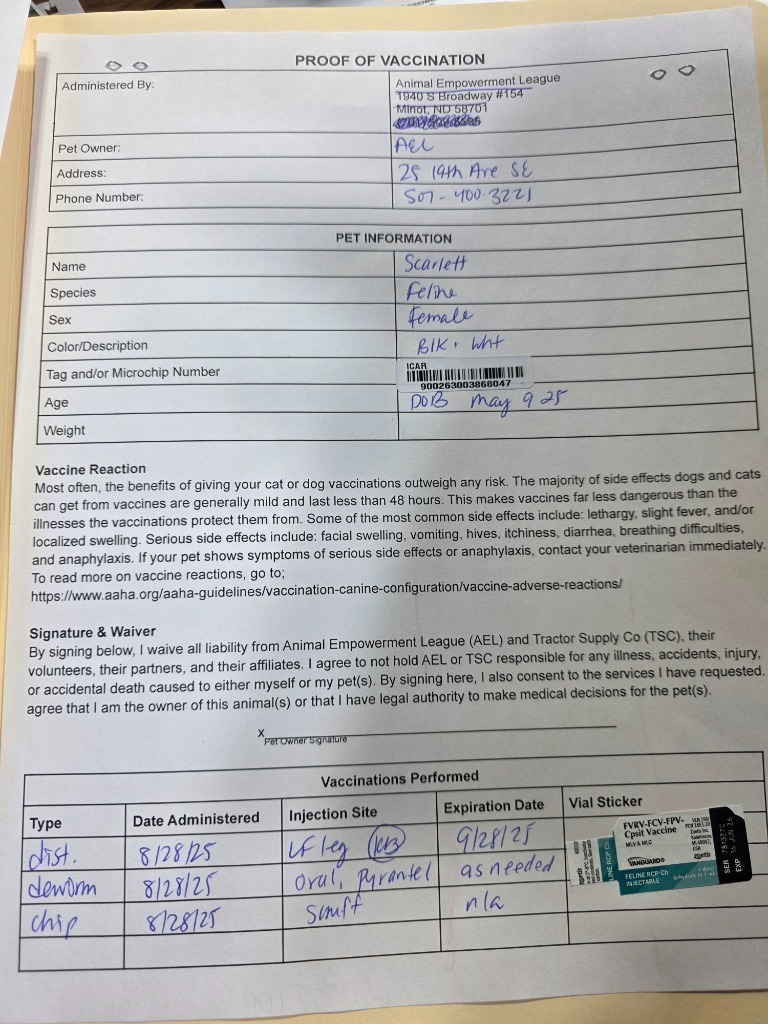 PROOF OF VACCINATION
Administered By:
Animal Empowerment League
1940 S Broadway #154
Minot, ND 58701
Pet Owner: AEL
Address: 25 19th Ave SE
Phone Number: 507-400-3221
PET INFORMATION
Name Scarlett
Species Feline
Sex Female
Color/Description Blk + wht
Tag and/or Microchip Number ICAR
900263003868047
Age DOB May 9 25
Weight
Vaccine Reaction
Most often, the benefits of giving your cat or dog vaccinations outweigh any risk. The majority of side effects dogs and cats
can get from vaccines are generally mild and last less than 48 hours. This makes vaccines far less dangerous than the
illnesses the vaccinations protect them from. Some of the most common side effects include: lethargy, slight fever, and/or
localized swelling. Serious side effects include: facial swelling, vomiting, hives, itchiness, diarrhea, breathing difficulties,
and anaphylaxis. If your pet shows symptoms of serious side effects or anaphylaxis, contact your veterinarian immediately.
To read more on vaccine reactions, go to;
https://www.aaha.org/aaha-guidelines/vaccination-canine-configuration/vaccine-adverse-reactions/
Signature & Waiver
By signing below, I waive all liability from Animal Empowerment League (AEL) and Tractor Supply Co (TSC), their
volunteers, their partners, and their affiliates. I agree to not hold AEL or TSC responsible for any illness, accidents, injury,
or accidental death caused to either myself or my pet(s). By signing here, I also consent to the services I have requested.
agree that I am the owner of this animal(s) or that I have legal authority to make medical decisions for the pet(s).
X
Pet Owner Signature
Vaccinations Performed
Type Date Administered Injection Site Expiration Date Vial Sticker
dist. 8/28/25 LF leg 9/28/25
deworm 8/28/25 oral, Pyrantel as needed
chip 8/28/25 scruff n/a
FVRV-FCV-FPV-
Cpsit Vaccine
MLV & MLC
VANGUARD
zoetis
FELINE RCP-Ch
INJECTABLE